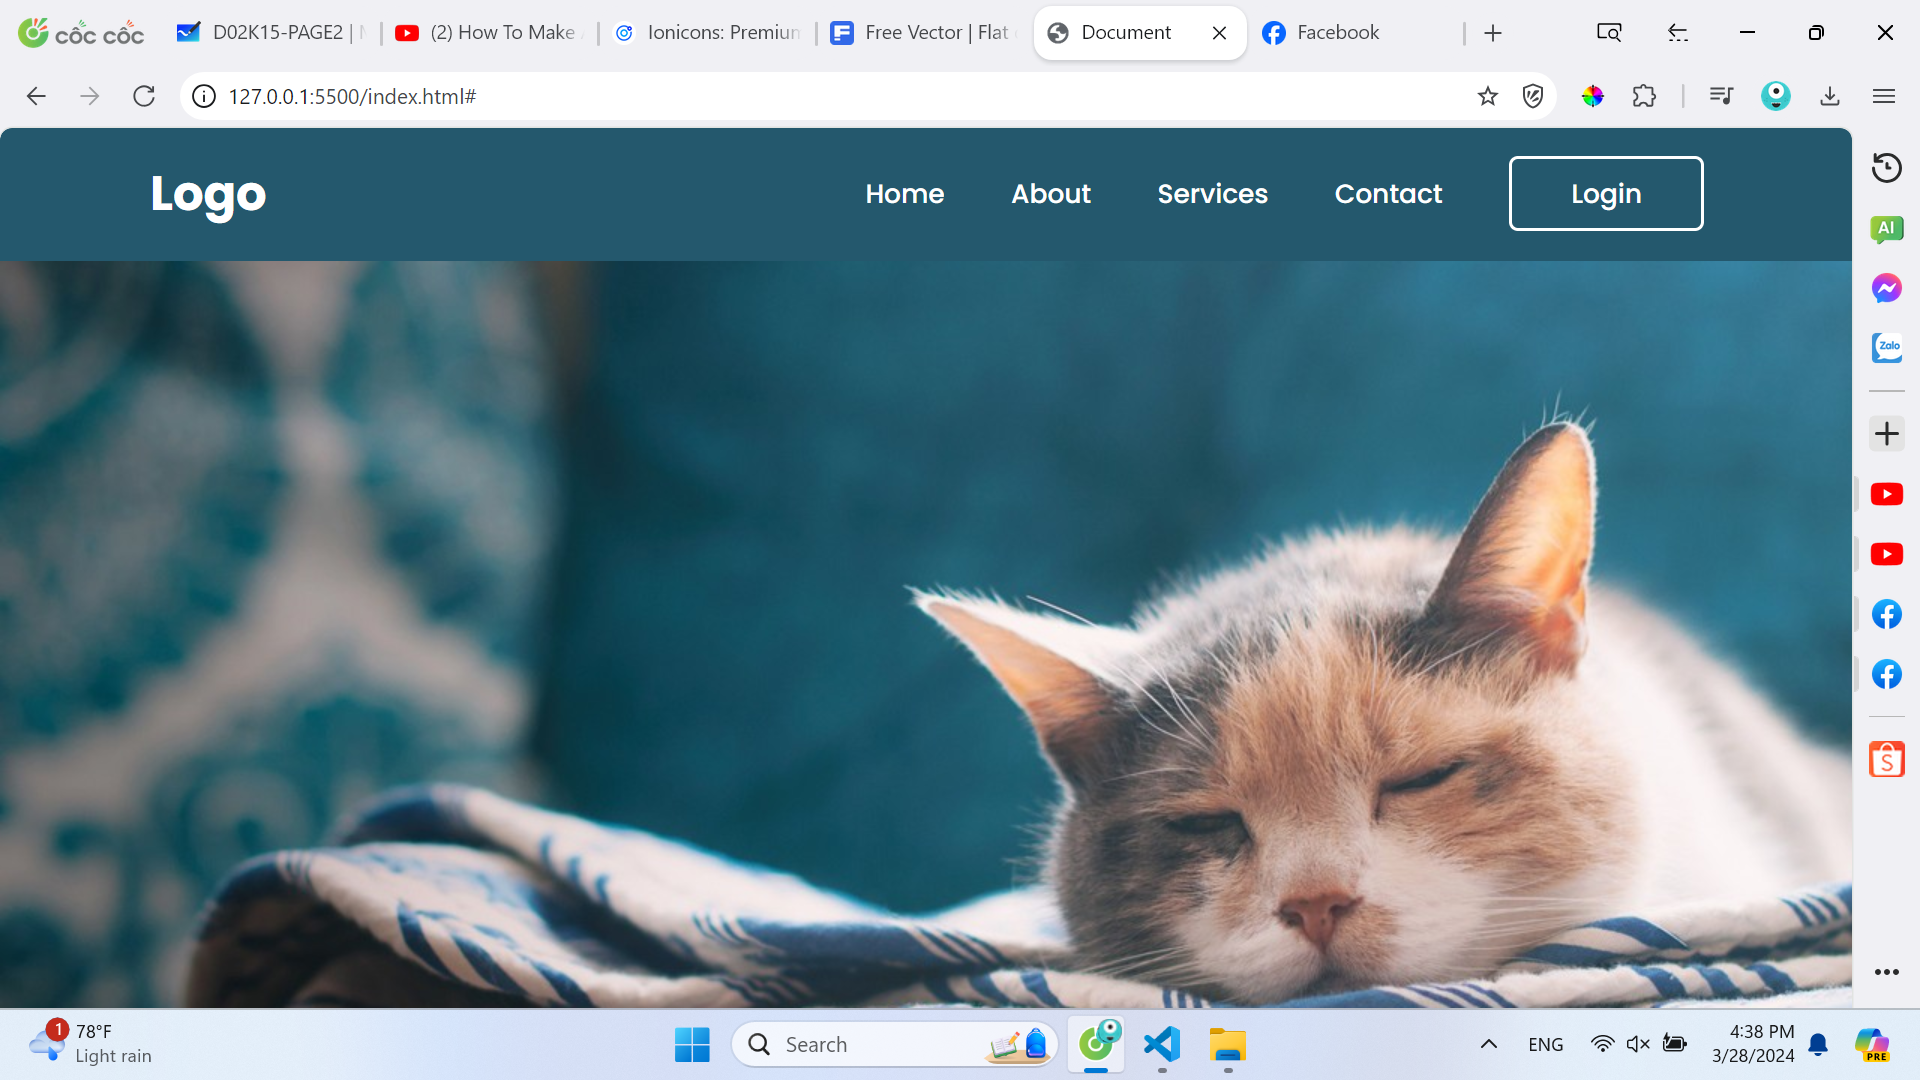 cốc cốc
D02K15-PAGE2 |
(2) How To Make
Ionicons: Premium
Free Vector | Flat
Document
Facebook
127.0.0.1:5500/index.html#
Logo
Home
About
Services
Contact
Login
AI
Zalo
S
1
78°F
Light rain
Search
ENG
4:38 PM
3/28/2024
PRE